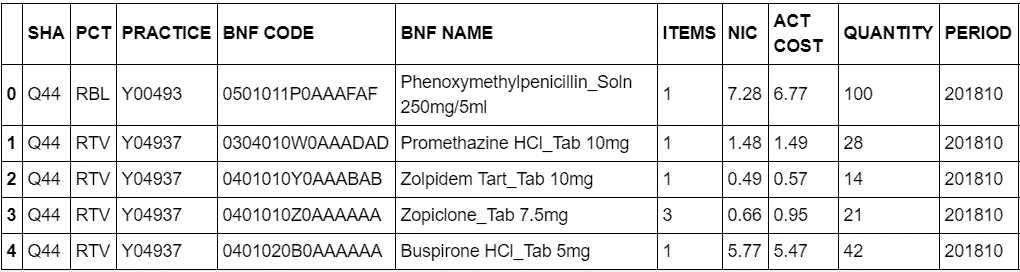 SHA PCT PRACTICE BNF CODE BNF NAME ITEMS NIC ACT COST QUANTITY PERIOD
0 Q44 RBL Y00493 0501011P0AAAFAF Phenoxymethylpenicillin_Soln 250mg/5ml 1 7.28 6.77 100 201810
1 Q44 RTV Y04937 0304010W0AAADAD Promethazine HCl_Tab 10mg 1 1.48 1.49 28 201810
2 Q44 RTV Y04937 0401010Y0AAABAB Zolpidem Tart_Tab 10mg 1 0.49 0.57 14 201810
3 Q44 RTV Y04937 0401010Z0AAAAAA Zopiclone_Tab 7.5mg 3 0.66 0.95 21 201810
4 Q44 RTV Y04937 0401020B0AAAAAA Buspirone HCl_Tab 5mg 1 5.77 5.47 42 201810